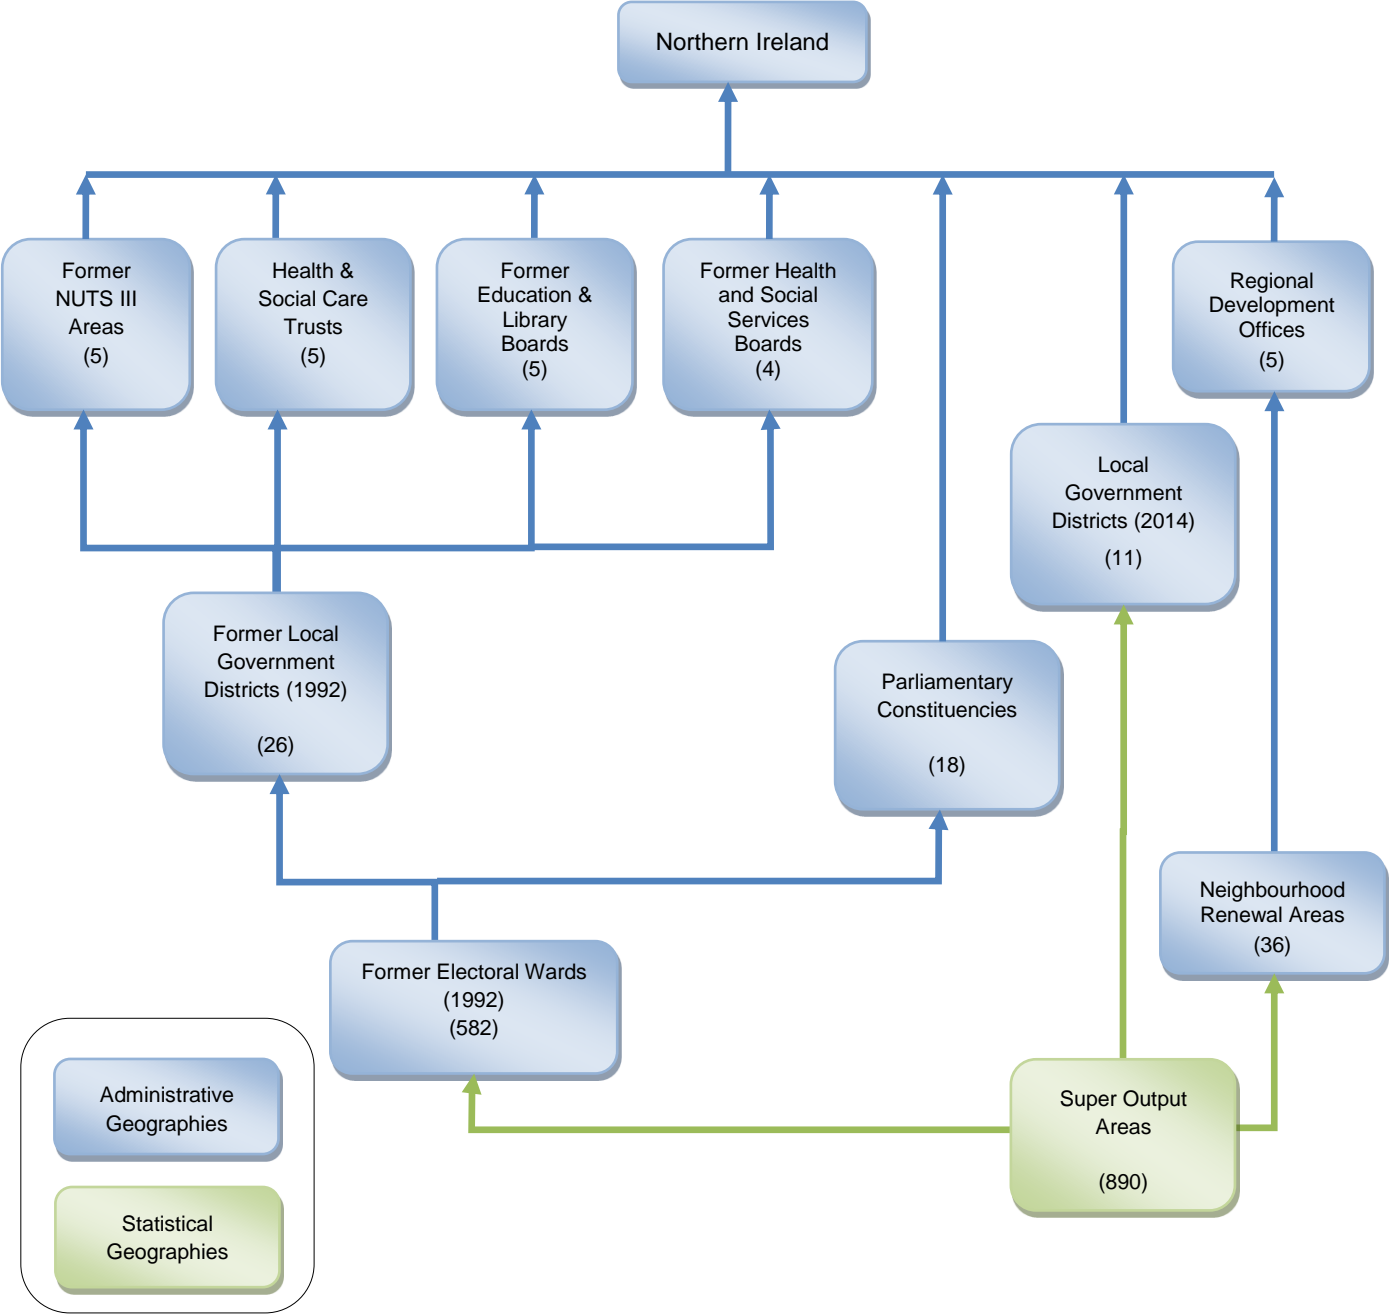 Northern Ireland
Former
NUTS III
Areas
(5)
Health &
Social Care
Trusts
(5)
Former
Education &
Library
Boards
(5)
Former Health
and Social
Services
Boards
(4)
Regional
Development
Offices
(5)
Local
Government
Districts (2014)
(11)
Former Local
Government
Districts (1992)
(26)
Parliamentary
Constituencies
(18)
Neighbourhood
Renewal Areas
(36)
Former Electoral Wards
(1992)
(582)
Super Output
Areas
(890)
Administrative
Geographies
Statistical
Geographies